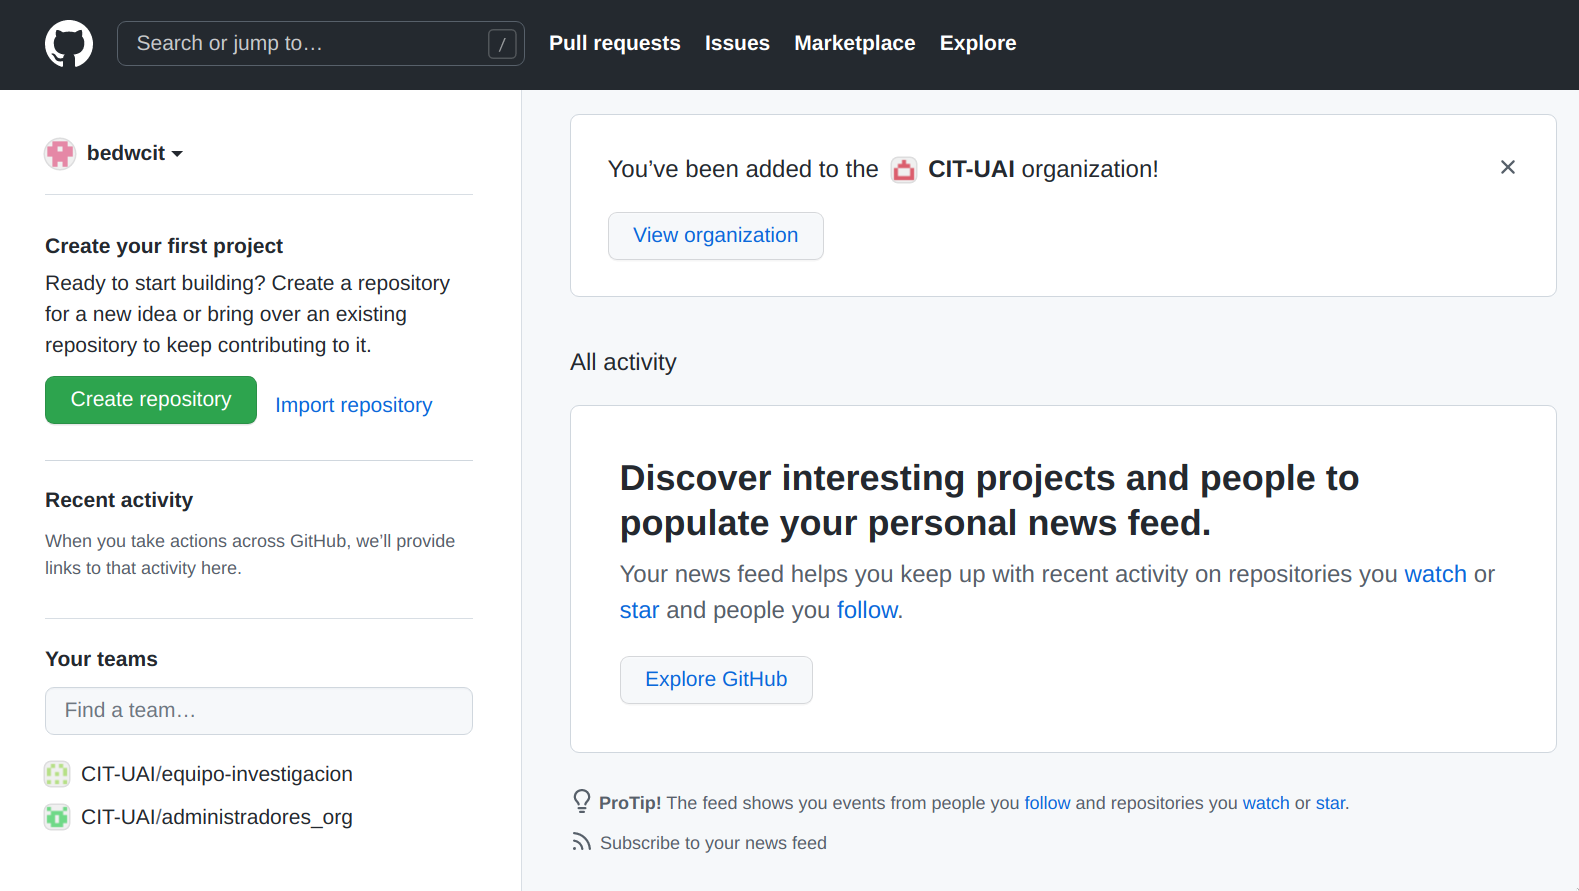 Search or jump to…
/
Pull requests
Issues
Marketplace
Explore
bedwcit
Create your first project
Ready to start building? Create a repository
for a new idea or bring over an existing
repository to keep contributing to it.
Create repository
Import repository
Recent activity
When you take actions across GitHub, we’ll provide
links to that activity here.
Your teams
Find a team…
CIT-UAI/equipo-investigacion
CIT-UAI/administradores_org
You’ve been added to the CIT-UAI organization!
View organization
All activity
Discover interesting projects and people to
populate your personal news feed.
Your news feed helps you keep up with recent activity on repositories you watch or
star and people you follow.
Explore GitHub
ProTip! The feed shows you events from people you follow and repositories you watch or star.
Subscribe to your news feed